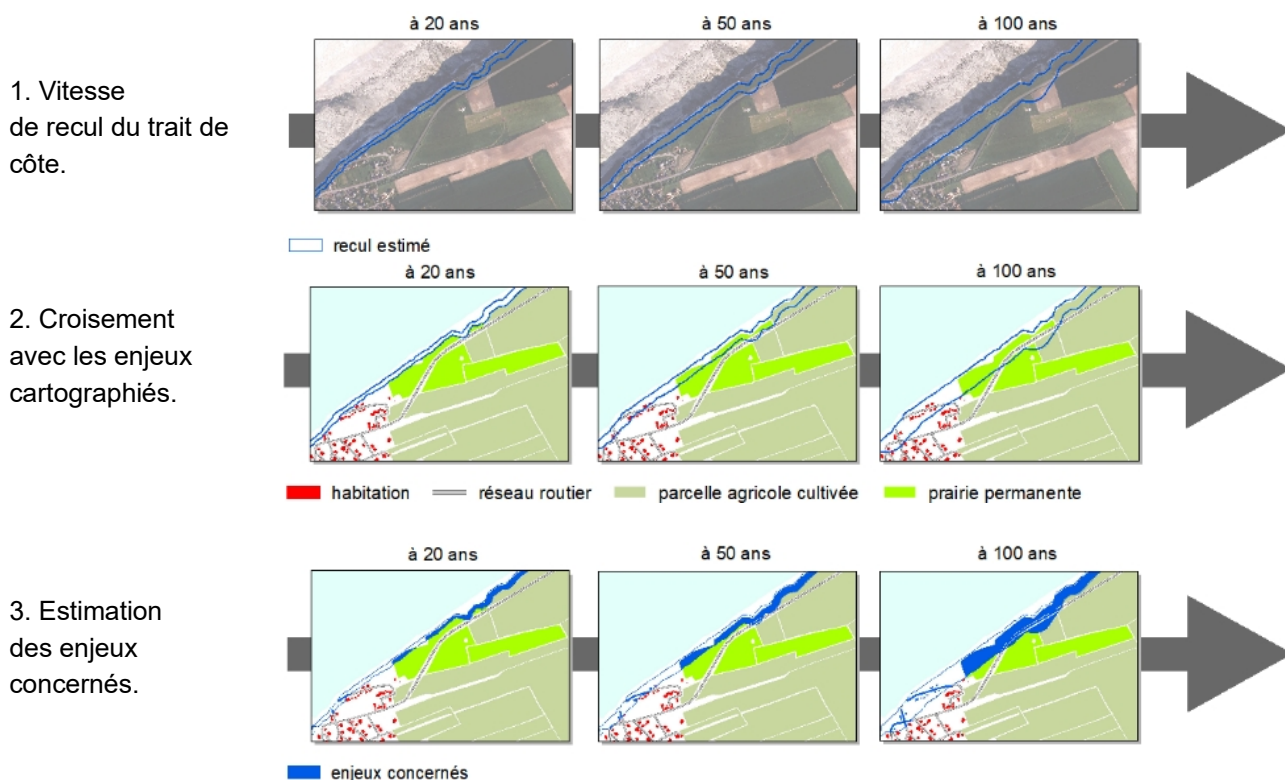 à 20 ans
à 50 ans
à 100 ans
1. Vitesse
de recul du trait de
côte.
recul estimé
à 20 ans
à 50 ans
à 100 ans
2. Croisement
avec les enjeux
cartographiés.
habitation
réseau routier
parcelle agricole cultivée
prairie permanente
à 20 ans
à 50 ans
à 100 ans
3. Estimation
des enjeux
concernés.
enjeux concernés